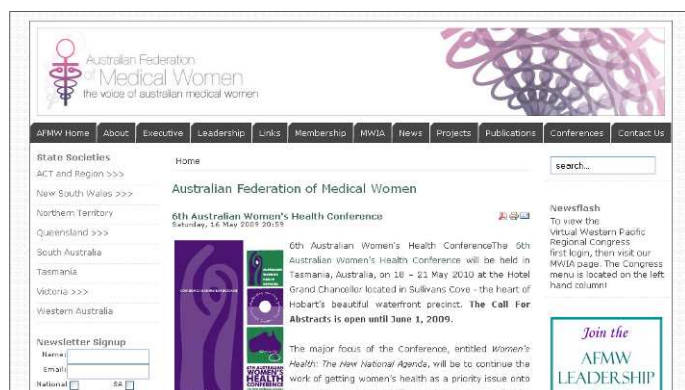 Australian Federation
of Medical Women
the voice of australian medical women
AFMW Home About Executive Leadership Links Membership MWIA News Projects Publications Conferences Contact Us
State Societies
ACT and Region >>>
New South Wales >>>
Northern Territory
Queensland >>>
South Australia
Tasmania
Victoria >>>
Western Australia
Newsletter Signup
Name:
Email:
National SA
Home
Australian Federation of Medical Women
6th Australian Women's Health Conference
Saturday, 16 May 2009 20:59
6th Australian Women's Health ConferenceThe 6th
Australian Women's Health Conference will be held in
Tasmania, Australia, on 18 – 21 May 2010 at the Hotel
Grand Chancellor located in Sullivans Cove - the heart of
Hobart's beautiful waterfront precinct. The Call For
Abstracts is open until June 1, 2009.
The major focus of the Conference, entitled Women's
Health: The New National Agenda, will be to continue the
work of getting women's health as a priority issue onto
6TH AUSTRALIAN
WOMEN'S
HEALTH
search...
Newsflash
To view the
Virtual Western Pacific
Regional Congress
first login, then visit our
MWIA page. The Congress
menu is located on the left
hand column!
Join the
AFMW
LEADERSHIP